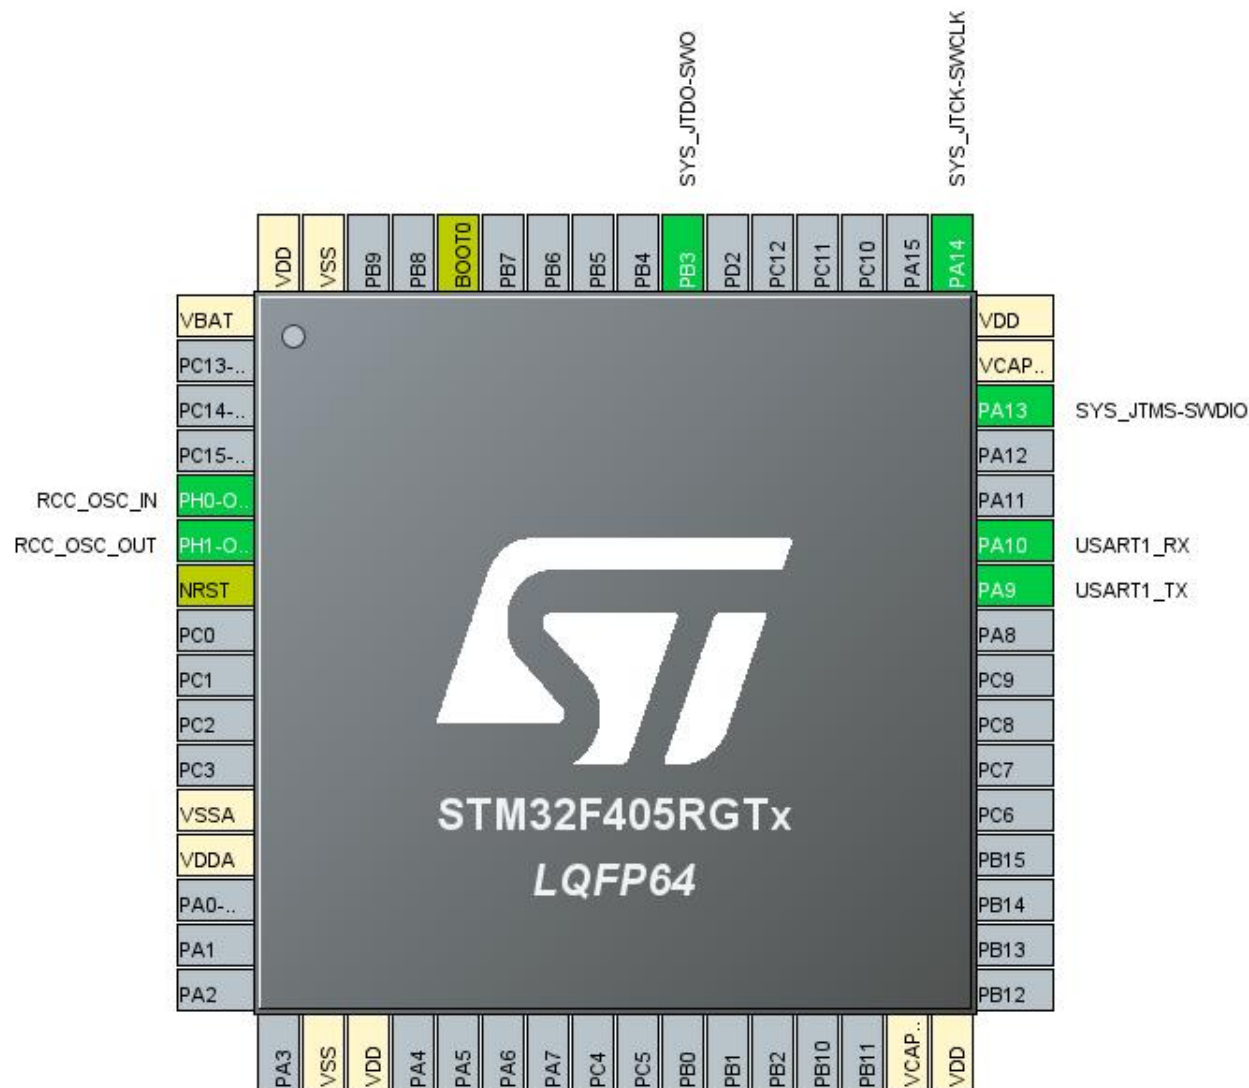 SYS_JTDO-SWO
SYS_JTCK-SWCLK
VDD
VSS
PB9
PB8
BOOT0
PB7
PB6
PB5
PB4
PB3
PD2
PC12
PC11
PC10
PA15
PA14
VBAT
PC13-..
PC14-..
PC15-..
RCC_OSC_IN PH0-O..
RCC_OSC_OUT PH1-O..
NRST
PC0
PC1
PC2
PC3
VSSA
VDDA
PA0-..
PA1
PA2
STM32F405RGTx
LQFP64
VDD
VCAP..
PA13 SYS_JTMS-SWDIO
PA12
PA11
PA10 USART1_RX
PA9 USART1_TX
PA8
PC9
PC8
PC7
PC6
PB15
PB14
PB13
PB12
PA3
VSS
VDD
PA4
PA5
PA6
PA7
PC4
PC5
PB0
PB1
PB2
PB10
PB11
VCAP..
VDD